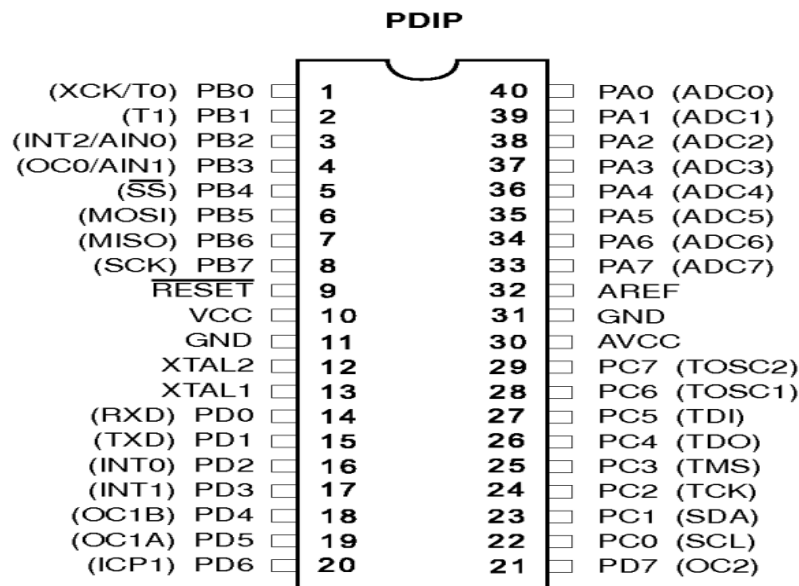 PDIP
(XCK/T0) PB0 1 40 PA0 (ADC0)
(T1) PB1 2 39 PA1 (ADC1)
(INT2/AIN0) PB2 3 38 PA2 (ADC2)
(OC0/AIN1) PB3 4 37 PA3 (ADC3)
(SS) PB4 5 36 PA4 (ADC4)
(MOSI) PB5 6 35 PA5 (ADC5)
(MISO) PB6 7 34 PA6 (ADC6)
(SCK) PB7 8 33 PA7 (ADC7)
RESET 9 32 AREF
VCC 10 31 GND
GND 11 30 AVCC
XTAL2 12 29 PC7 (TOSC2)
XTAL1 13 28 PC6 (TOSC1)
(RXD) PD0 14 27 PC5 (TDI)
(TXD) PD1 15 26 PC4 (TDO)
(INT0) PD2 16 25 PC3 (TMS)
(INT1) PD3 17 24 PC2 (TCK)
(OC1B) PD4 18 23 PC1 (SDA)
(OC1A) PD5 19 22 PC0 (SCL)
(ICP1) PD6 20 21 PD7 (OC2)